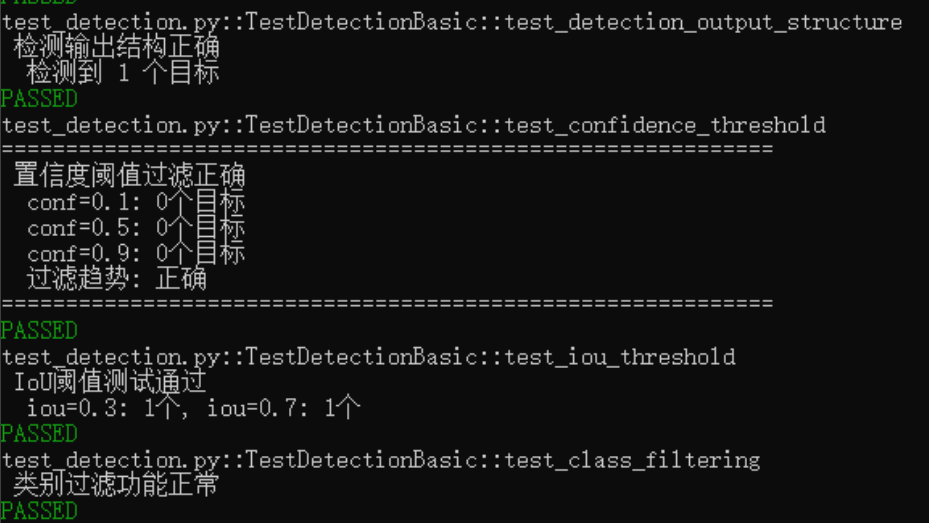 PASSED
test_detection.py::TestDetectionBasic::test_detection_output_structure
检测输出结构正确
检测到 1 个目标
PASSED
test_detection.py::TestDetectionBasic::test_confidence_threshold
============================================================
置信度阈值过滤正确
conf=0.1: 0个目标
conf=0.5: 0个目标
conf=0.9: 0个目标
过滤趋势: 正确
============================================================
PASSED
test_detection.py::TestDetectionBasic::test_iou_threshold
IoU阈值测试通过
iou=0.3: 1个, iou=0.7: 1个
PASSED
test_detection.py::TestDetectionBasic::test_class_filtering
类别过滤功能正常
PASSED